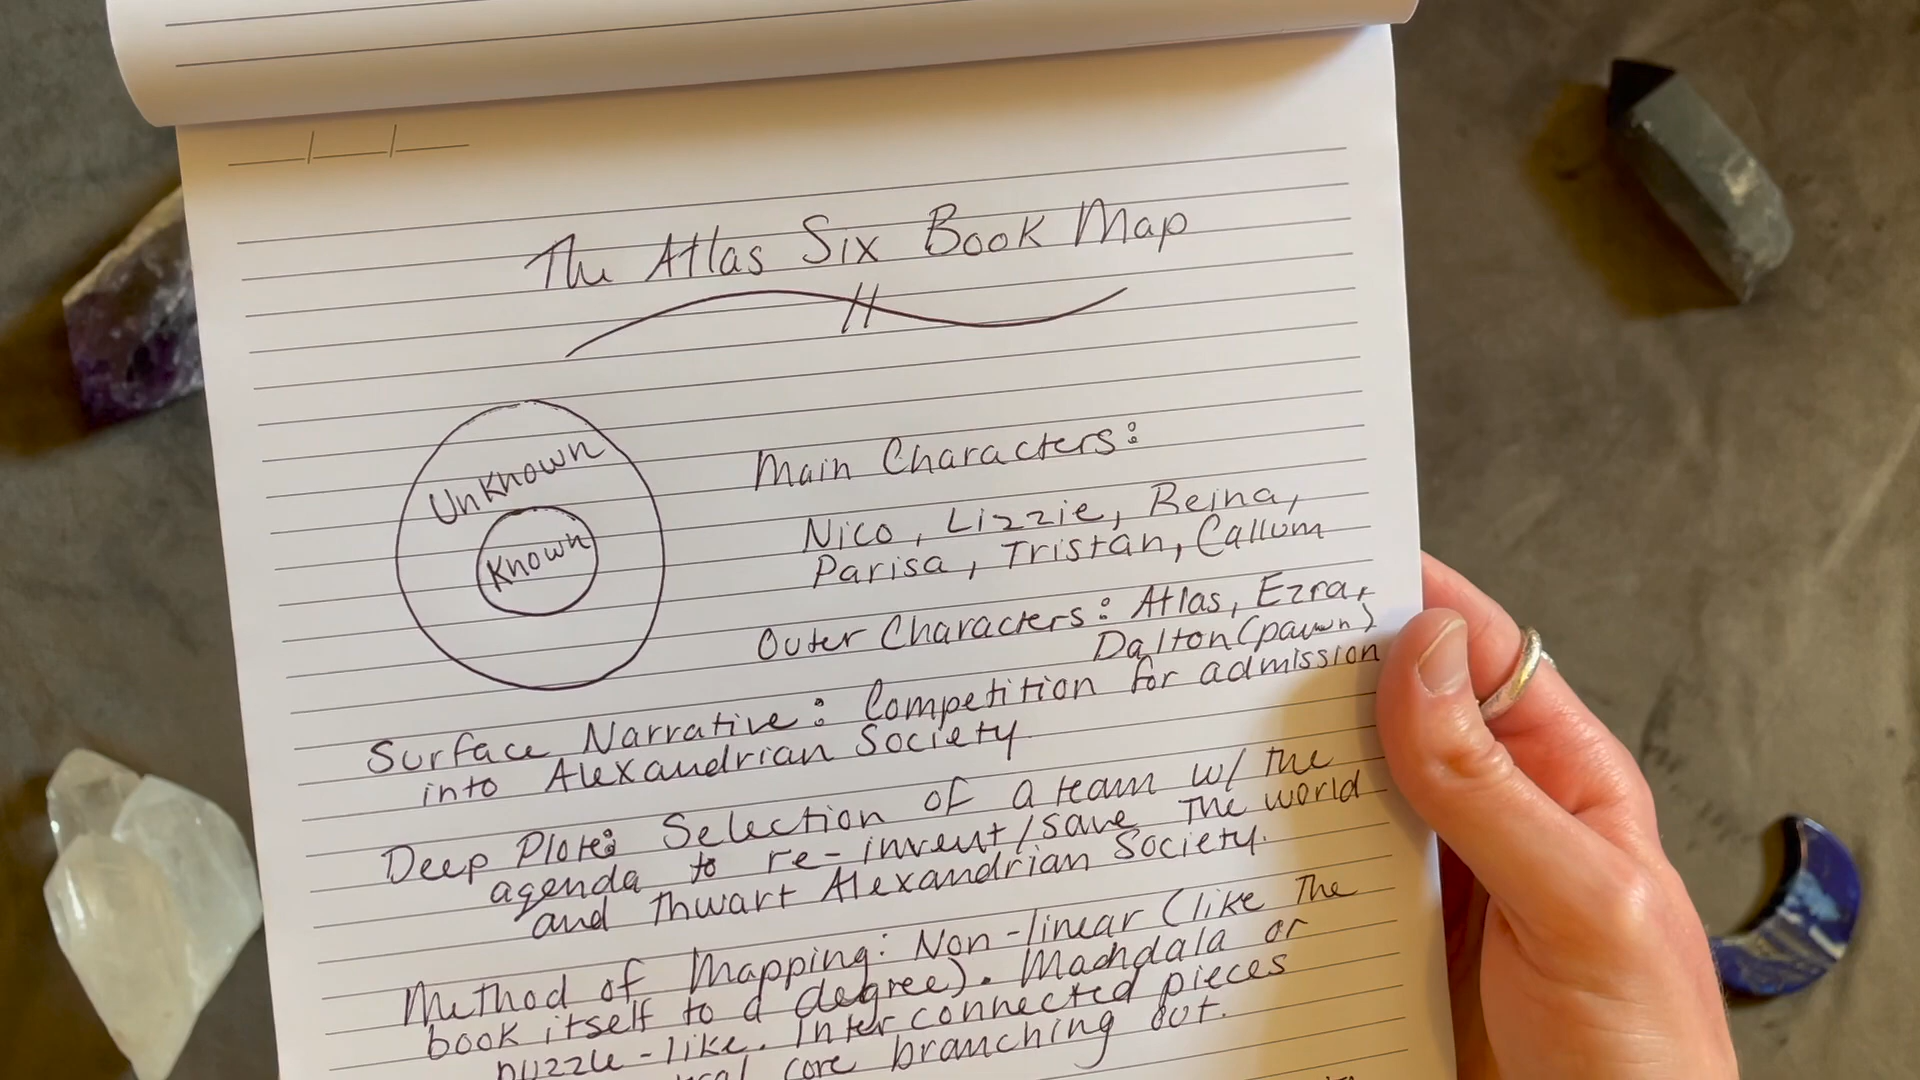 The Atlas Six Book Map
Unknown
Known
Main Characters:
Nico, Lizzie, Reina,
Parisa, Tristan, Callum
Outer Characters: Atlas, Ezra,
Dalton (pawn)
Surface Narrative: Competition for admission
into Alexandrian Society
Deep Plot: Selection of a team w/ the
agenda to re-invent/save the world
and thwart Alexandrian Society.
Method of Mapping: Non-linear (like the
book itself to a degree). Machdala or
puzzle-like. Interconnected pieces
core branching out.